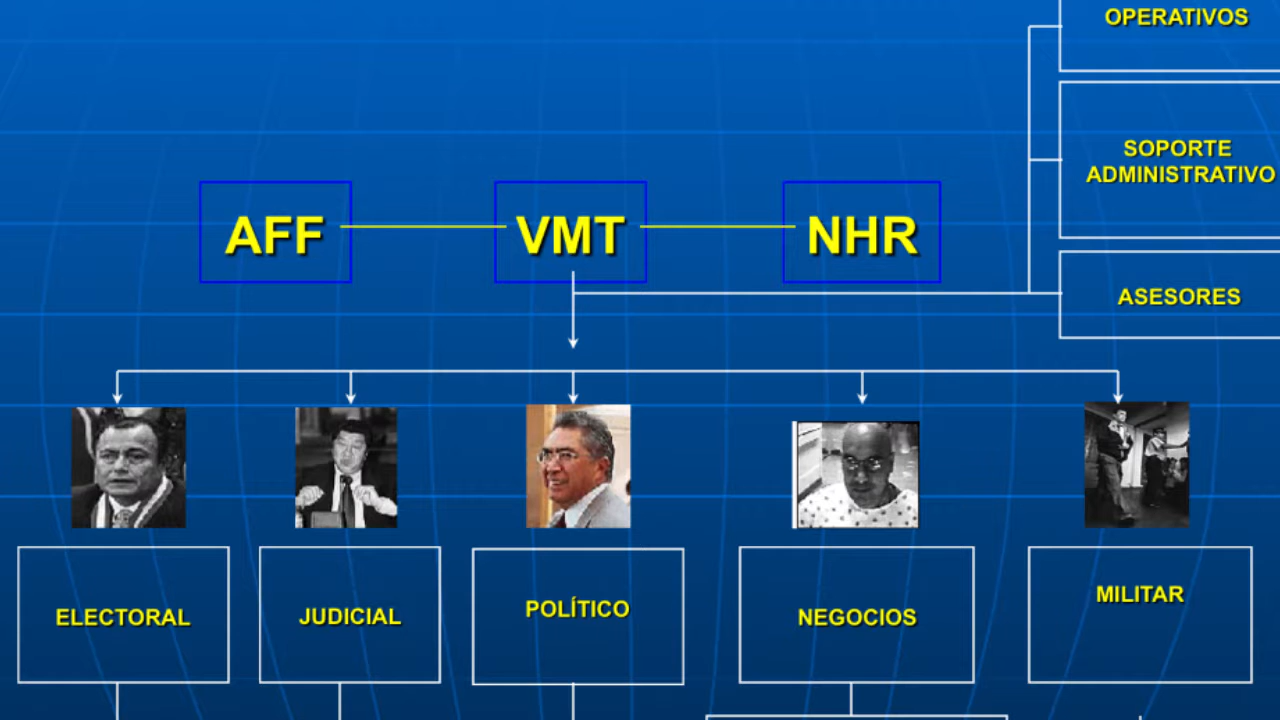 OPERATIVOS
SOPORTE
ADMINISTRATIVO
AFF
VMT
NHR
ASESORES
ELECTORAL
JUDICIAL
POLÍTICO
NEGOCIOS
MILITAR